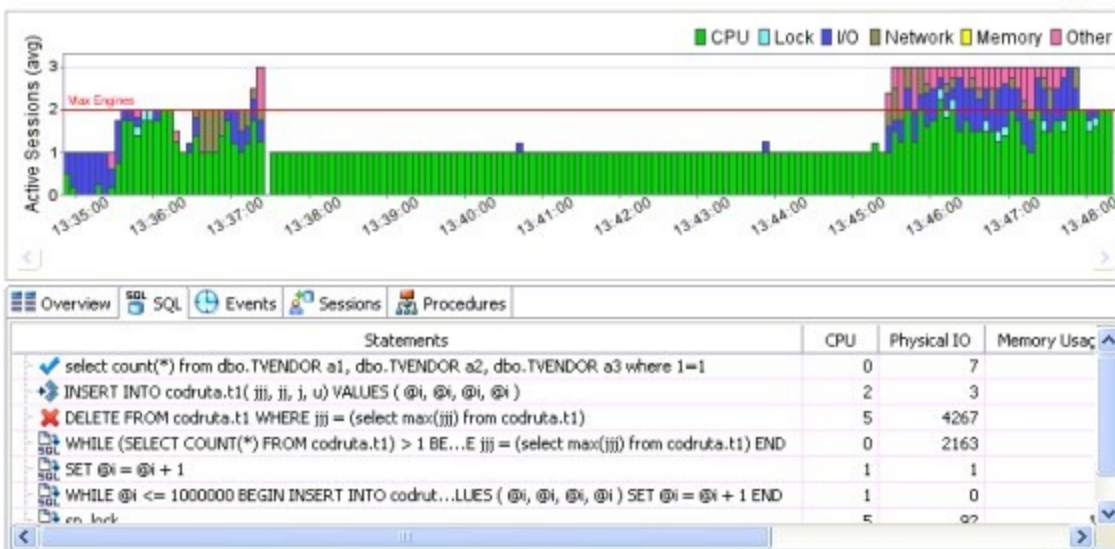 CPU Lock I/O Network Memory Other
Active Sessions (avg)
3
Max Engines
2
1
0
13:35:00 13:36:00 13:37:00 13:38:00 13:39:00 13:40:00 13:41:00 13:42:00 13:43:00 13:44:00 13:45:00 13:46:00 13:47:00 13:48:00
Overview SQL SQL Events Sessions Procedures
Statements CPU Physical IO Memory Usag
select count(*) from dbo.TVENDOR a1, dbo.TVENDOR a2, dbo.TVENDOR a3 where 1=1 0 7
INSERT INTO codruta.t1( jjj, jj, j, u) VALUES ( @i, @i, @i, @i ) 2 3
DELETE FROM codruta.t1 WHERE jjj = (select max(jjj) from codruta.t1) 5 4267
SQL WHILE (SELECT COUNT(*) FROM codruta.t1) > 1 BE...E jjj = (select max(jjj) from codruta.t1) END 0 2163
SQL SET @i = @i + 1 1 1
SQL WHILE @i <= 1000000 BEGIN INSERT INTO codrut...LUES ( @i, @i, @i, @i ) SET @i = @i + 1 END 1 0
sp_lock 5 92